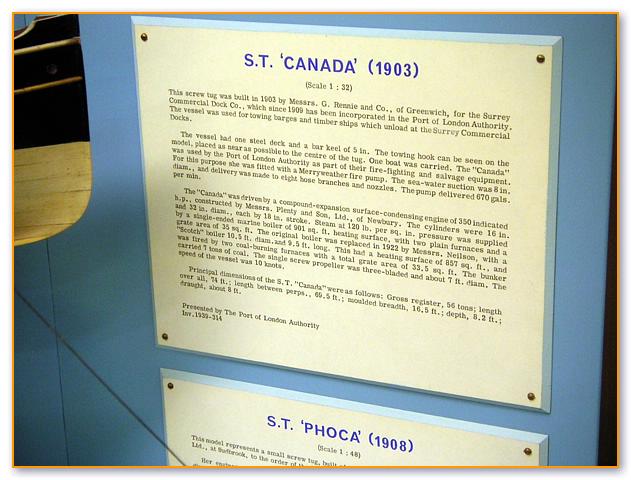 S.T. 'CANADA' (1903)
(Scale 1 : 32)
This screw tug was built in 1903 by Messrs. G. Rennie and Co., of Greenwich, for the Surrey
Commercial Dock Co., which since 1909 has been incorporated in the Port of London Authority.
The vessel was used for towing barges and timber ships which unload at the Surrey Commercial
Docks.
The vessel had one steel deck and a bar keel of 5 in. The towing hook can be seen on the
model, placed as near as possible to the centre of the tug. One boat was carried. The "Canada"
was used by the Port of London Authority as part of their fire-fighting and salvage equipment.
For this purpose she was fitted with a Merryweather fire pump. The sea-water suction was 8 in.
diam., and delivery was made to eight hose branches and nozzles. The pump delivered 670 gals.
per min.
The "Canada" was driven by a compound-expansion surface-condensing engine of 350 indicated
h.p., constructed by Messrs. Plenty and Son, Ltd., of Newbury. The cylinders were 16 in.
and 32 in. diam., each by 18 in. stroke. Steam at 120 lb. per sq. in. pressure was supplied
by a single-ended marine boiler of 901 sq. ft. heating surface, with two plain furnaces and a
grate area of 35 sq. ft. The original boiler was replaced in 1922 by Messrs. Neilson, with a
"Scotch" boiler 10.5 ft. diam. and 9.5 ft. long. This had a heating surface of 857 sq. ft., and
was fired by two coal-burning furnaces with a total grate area of 33.5 sq. ft. The bunker
carried 7 tons of coal. The single screw propeller was three-bladed and about 7 ft. diam. The
speed of the vessel was 10 knots.
Principal dimensions of the S.T. "Canada" were as follows: Gross register, 56 tons; length
over all, 74 ft.; length between perps., 69.5 ft.; moulded breadth, 16.5 ft.; depth, 8.2 ft.;
draught, about 8 ft.
Presented by The Port of London Authority
Inv. 1939-314
S.T. 'PHOCA' (1908)
(Scale 1 : 48)
This model represents a small screw tug, built
Ltd., at Sudbrook, to the order of
Her